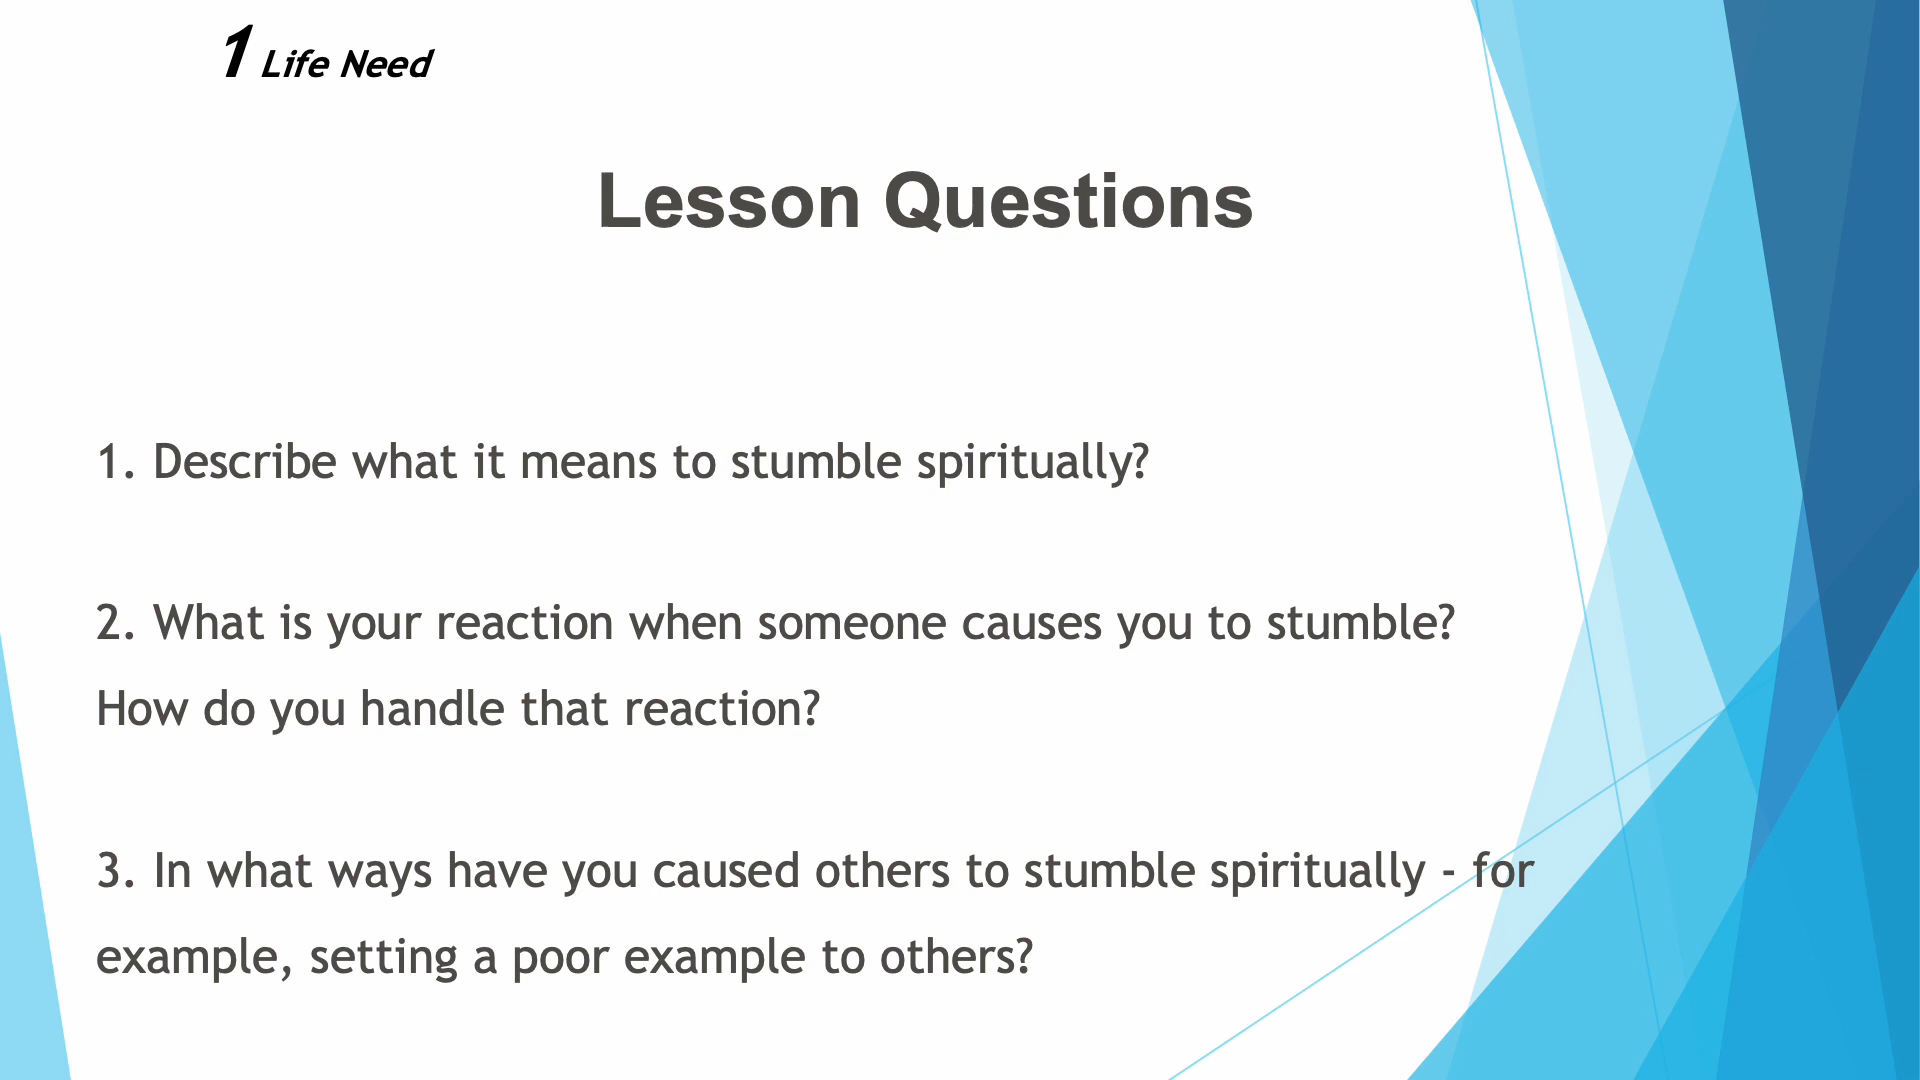 1 Life Need
Lesson Questions
1. Describe what it means to stumble spiritually?
2. What is your reaction when someone causes you to stumble?
How do you handle that reaction?
3. In what ways have you caused others to stumble spiritually - for
example, setting a poor example to others?